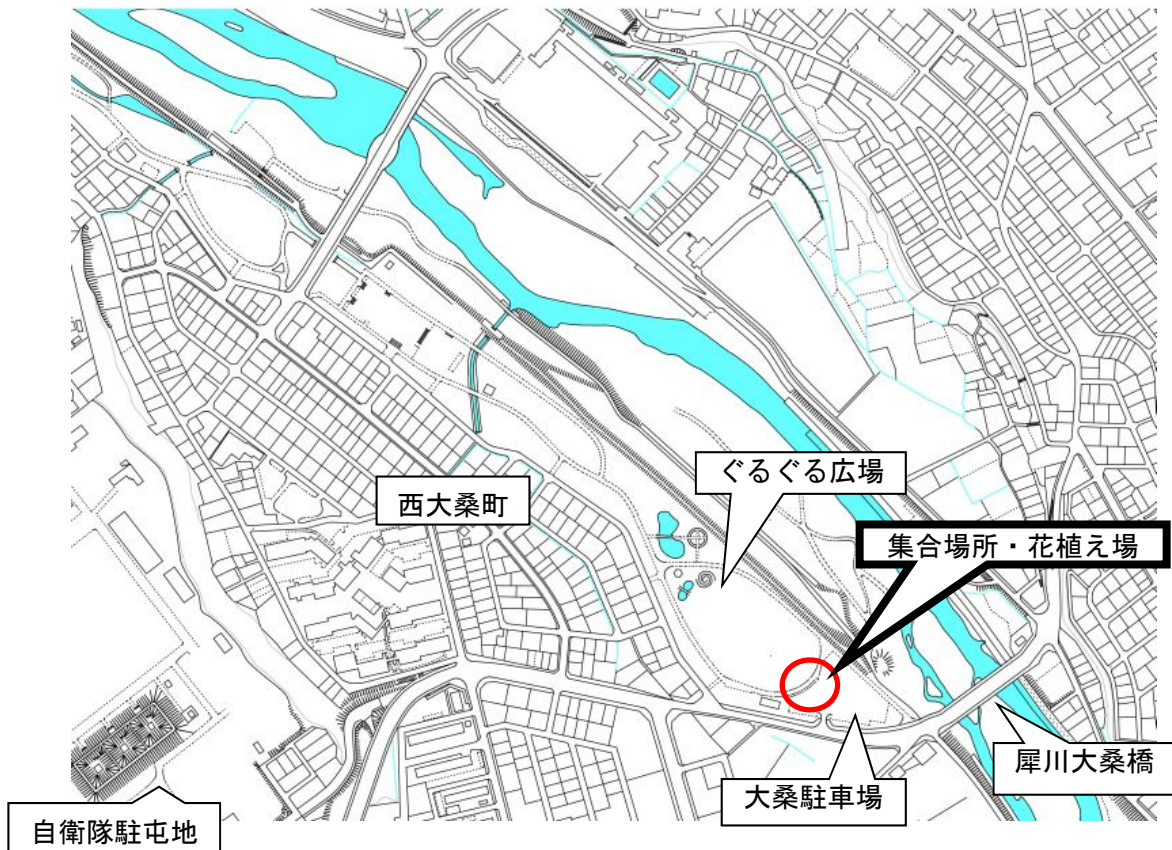 ぐるぐる広場
西大桑町
集合場所・花植え場
犀川大桑橋
大桑駐車場
自衛隊駐屯地